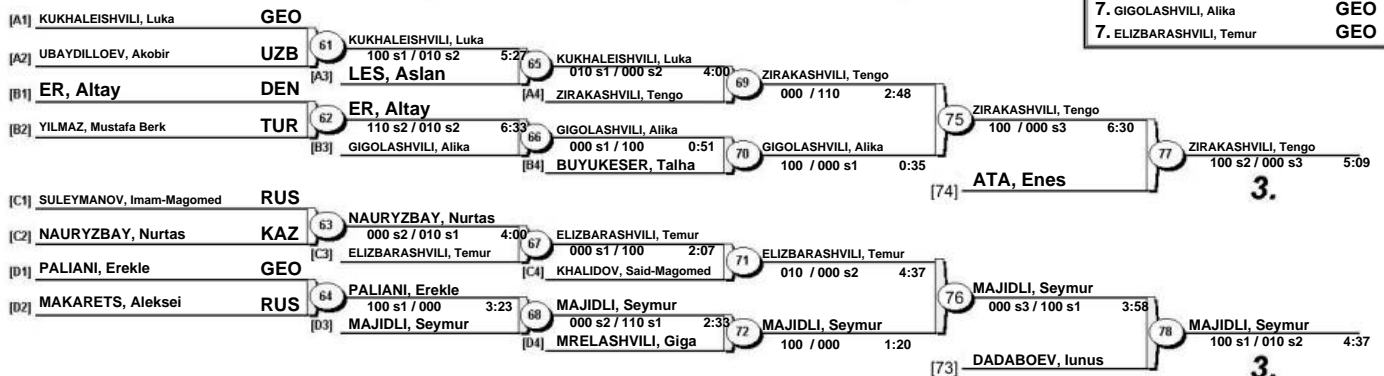 7. GIGOLASHVILI, Alika GEO
7. ELIZBARASHVILI, Temur GEO
[A1] KUKHALEISHVILI, Luka GEO
61 KUKHALEISHVILI, Luka
100 s1 / 010 s2 5:27
[A2] UBAYDILLOEV, Akobir UZB
[A3] LES, Aslan
65 KUKHALEISHVILI, Luka
010 s1 / 000 s2 4:00
[A4] ZIRAKASHVILI, Tengo
69 ZIRAKASHVILI, Tengo
000 / 110 2:48
[B1] ER, Altay DEN
[B2] YILMAZ, Mustafa Berk TUR
62 ER, Altay
110 s2 / 010 s2 6:33
[B3] GIGOLASHVILI, Alika
66 GIGOLASHVILI, Alika
000 s1 / 100 0:51
[B4] BUYUKESER, Talha
70 GIGOLASHVILI, Alika
100 / 000 s1 0:35
75 ZIRAKASHVILI, Tengo
100 / 000 s3 6:30
[74] ATA, Enes
77 ZIRAKASHVILI, Tengo
100 s2 / 000 s3 5:09
3.
[C1] SULEYMANOV, Imam-Magomed RUS
[C2] NAURYZBAY, Nurtas KAZ
63 NAURYZBAY, Nurtas
000 s2 / 010 s1 4:00
[C3] ELIZBARASHVILI, Temur
67 ELIZBARASHVILI, Temur
000 s1 / 100 2:07
[C4] KHALIDOV, Said-Magomed
71 ELIZBARASHVILI, Temur
010 / 000 s2 4:37
[D1] PALIANI, Erekle GEO
[D2] MAKARETS, Aleksei RUS
64 PALIANI, Erekle
100 s1 / 000 3:23
[D3] MAJIDLI, Seymur
68 MAJIDLI, Seymur
000 s2 / 110 s1 2:33
[D4] MRELASHVILI, Giga
72 MAJIDLI, Seymur
100 / 000 1:20
76 MAJIDLI, Seymur
000 s3 / 100 s1 3:58
[73] DADABOEV, Iunus
78 MAJIDLI, Seymur
100 s1 / 010 s2 4:37
3.